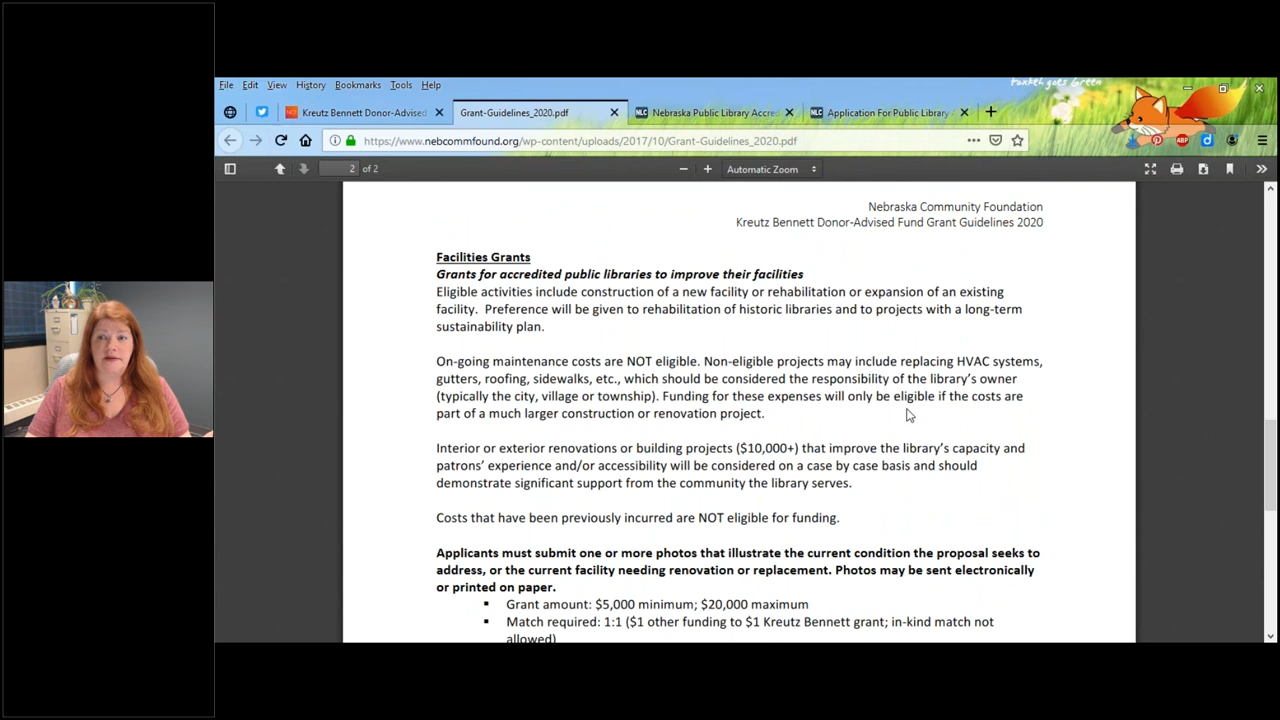 Foxkeh goes Green
File Edit View History Bookmarks Tools Help
Kreutz Bennett Donor-Advised Grant-Guidelines_2020.pdf NLC Nebraska Public Library Accre NLC Application For Public Library
https://www.nebcommfound.org/wp-content/uploads/2017/10/Grant-Guidelines_2020.pdf ABP d
2 of 2 Automatic Zoom
Nebraska Community Foundation
Kreutz Bennett Donor-Advised Fund Grant Guidelines 2020
Facilities Grants
Grants for accredited public libraries to improve their facilities
Eligible activities include construction of a new facility or rehabilitation or expansion of an existing
facility. Preference will be given to rehabilitation of historic libraries and to projects with a long-term
sustainability plan.
On-going maintenance costs are NOT eligible. Non-eligible projects may include replacing HVAC systems,
gutters, roofing, sidewalks, etc., which should be considered the responsibility of the library's owner
(typically the city, village or township). Funding for these expenses will only be eligible if the costs are
part of a much larger construction or renovation project.
Interior or exterior renovations or building projects ($10,000+) that improve the library's capacity and
patrons' experience and/or accessibility will be considered on a case by case basis and should
demonstrate significant support from the community the library serves.
Costs that have been previously incurred are NOT eligible for funding.
Applicants must submit one or more photos that illustrate the current condition the proposal seeks to
address, or the current facility needing renovation or replacement. Photos may be sent electronically
or printed on paper.
▪ Grant amount: $5,000 minimum; $20,000 maximum
▪ Match required: 1:1 ($1 other funding to $1 Kreutz Bennett grant; in-kind match not
allowed)